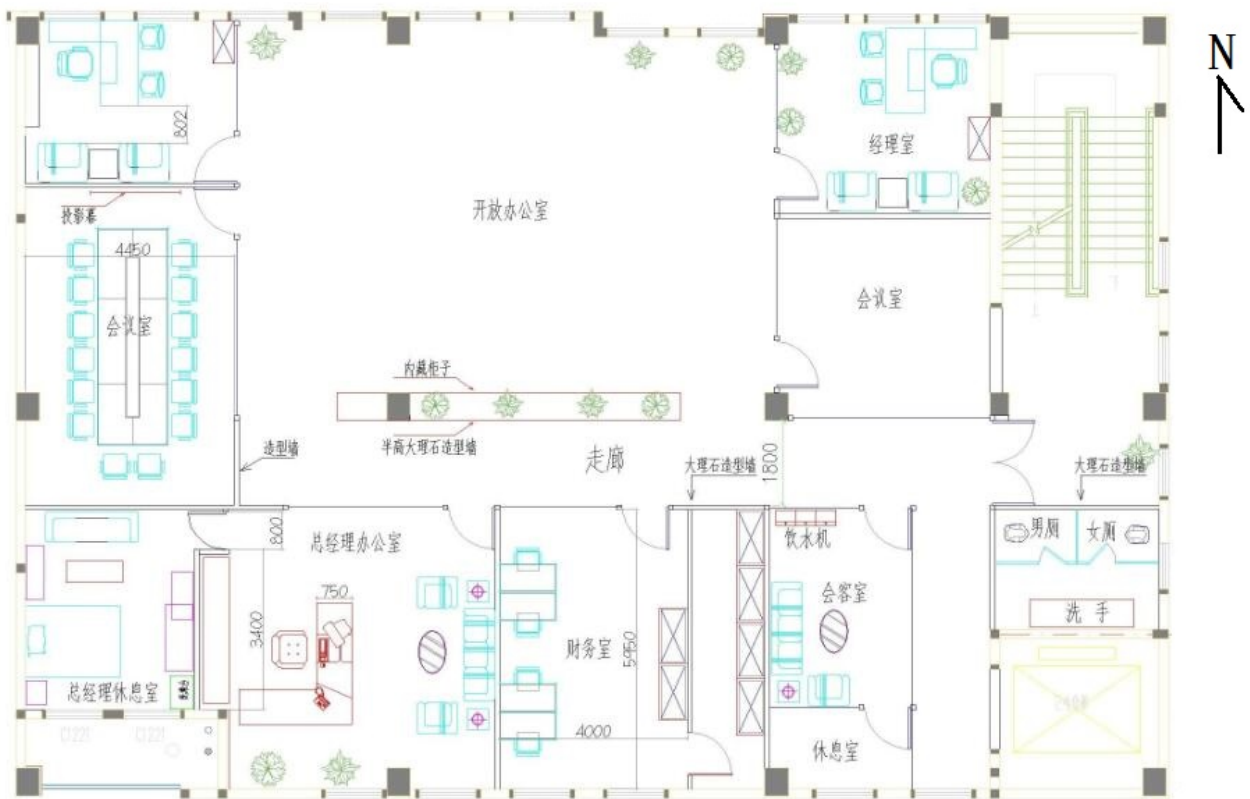 N
802
经理室
投影幕
开放办公室
4450
会议室
会议室
内藏柜子
半高大理石造型墙
造型墙
走廊
大理石造型墙
1800
大理石造型墙
800
总经理办公室
饮水机
男厕
女厕
750
3400
财务室
5950
会客室
洗手
总经理休息室
4000
休息室